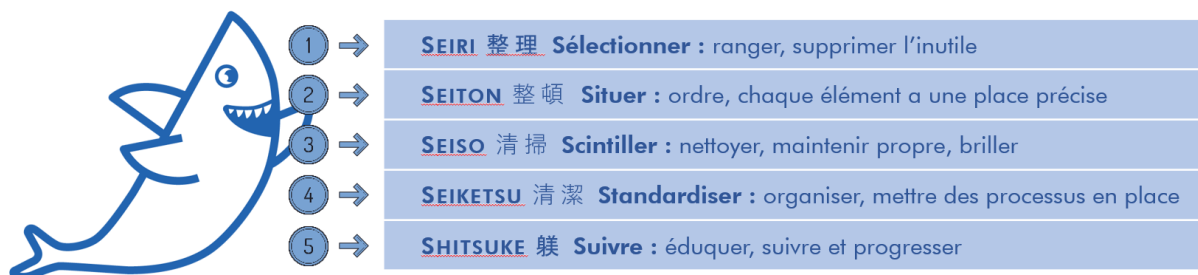 1 → SEIRI 整理 Sélectionner : ranger, supprimer l’inutile
2 → SEITON 整頓 Situer : ordre, chaque élément a une place précise
3 → SEISO 清掃 Scintiller : nettoyer, maintenir propre, briller
4 → SEIKETSU 清潔 Standardiser : organiser, mettre des processus en place
5 → SHITSUKE 躾 Suivre : éduquer, suivre et progresser